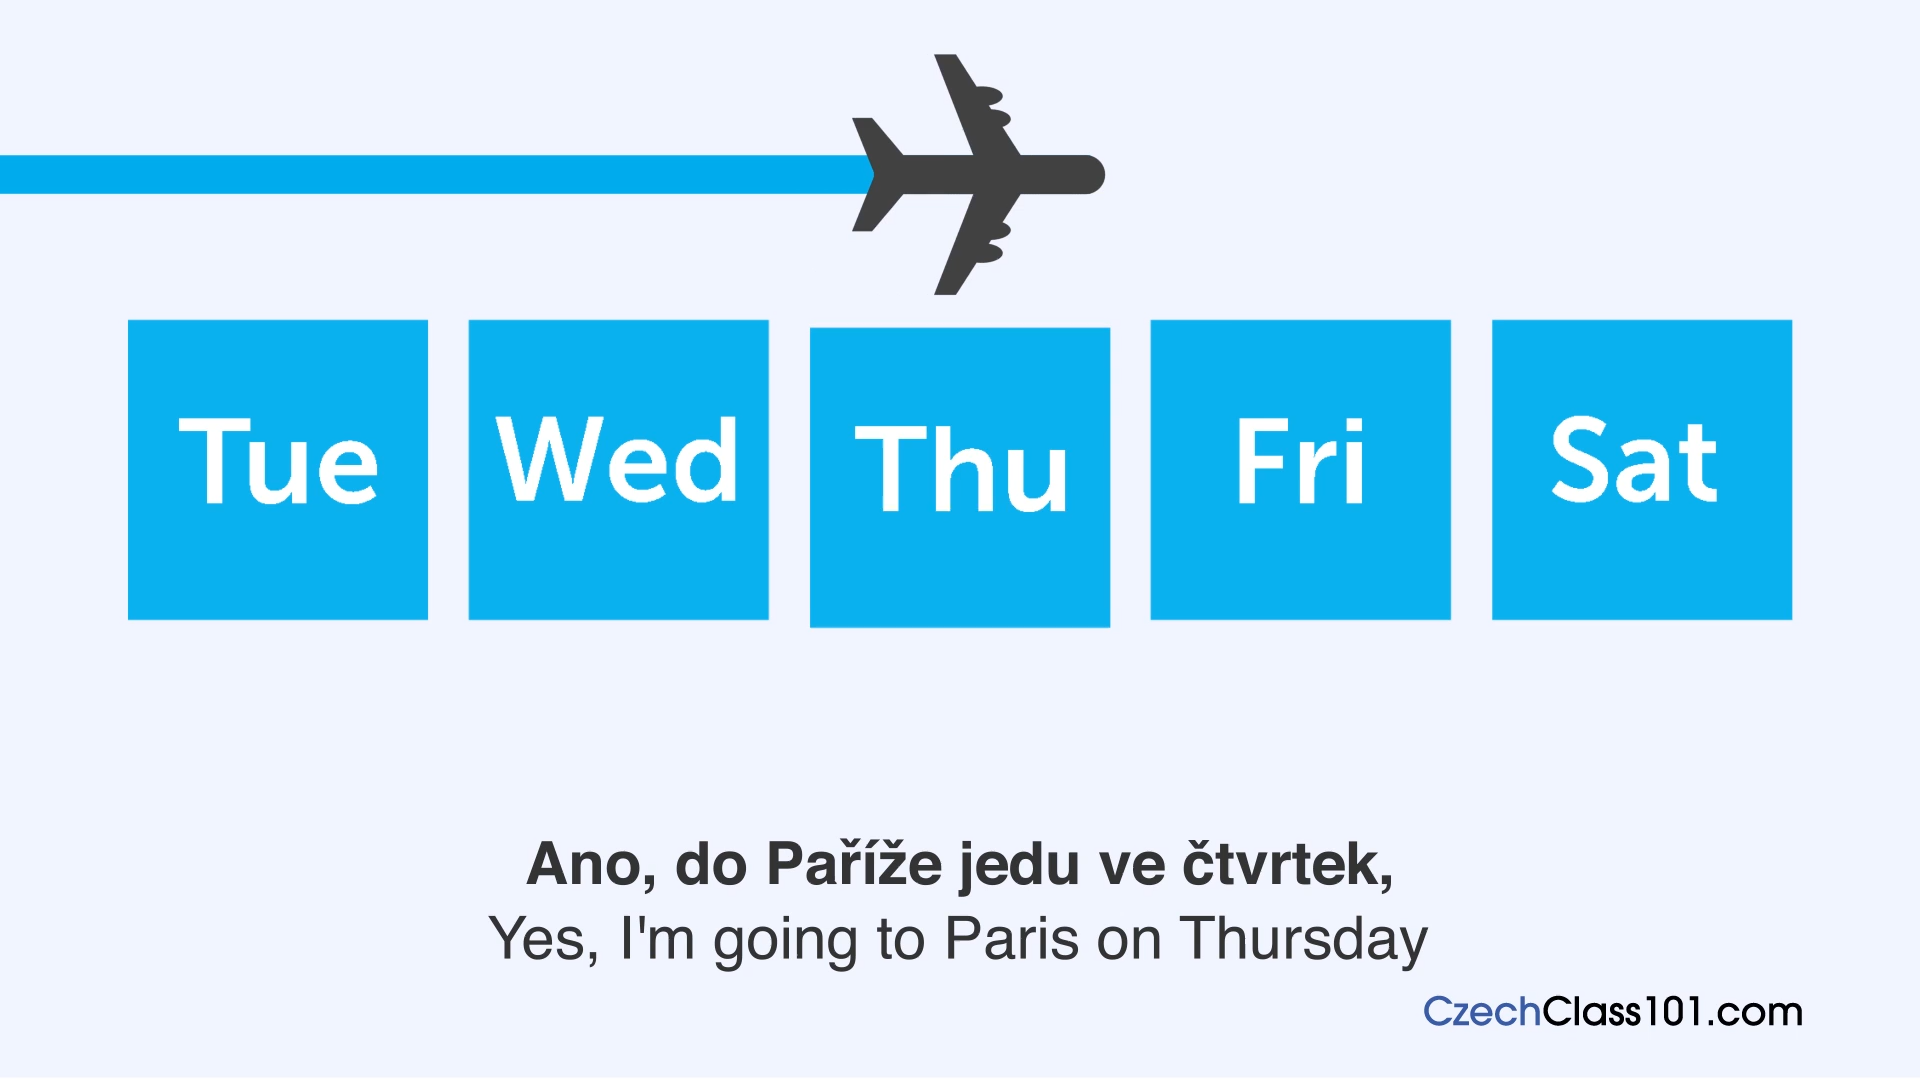 Tue Wed Thu Fri Sat
Ano, do Paříže jedu ve čtvrtek,
Yes, I'm going to Paris on Thursday
CzechClass101.com